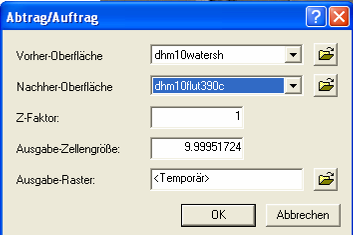 Abtrag/Auftrag
Vorher-Oberfläche dhm10watersh
Nachher-Oberfläche dhm10flut390c
Z-Faktor: 1
Ausgabe-Zellengröße: 9.99951724
Ausgabe-Raster: <Temporär>
OK Abbrechen